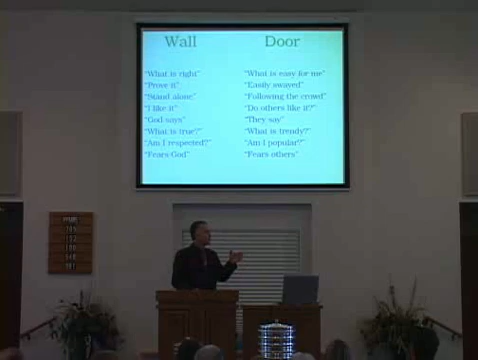 Wall Door
"What is right" "What is easy for me"
"Prove it" "Easily swayed"
"Stand alone" "Following the crowd"
"I like it" "Do others like it?"
"God says" "They say"
"What is true?" "What is trendy?"
"Am I respected?" "Am I popular?"
"Fears God" "Fears others"